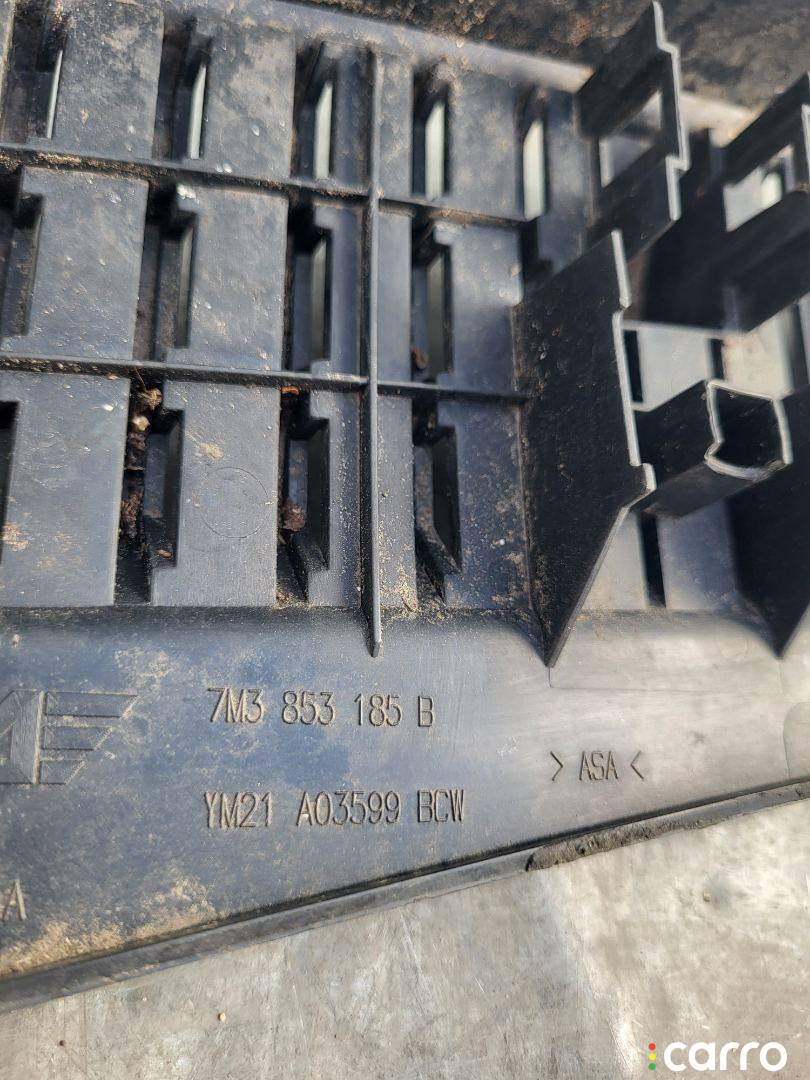 7M3 853 185 B
> ASA <
YM21 A03599 BCW
A
carro